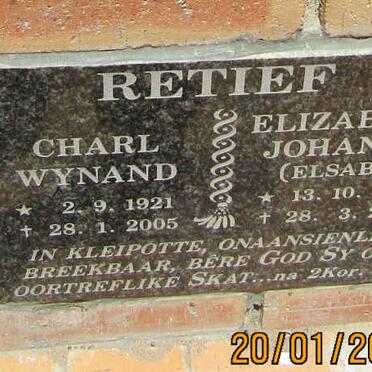 RETIEF
CHARL
WYNAND
★ 2. 9. 1921
✝ 28. 1. 2005
ELIZAB
JOHAN
(ELSAB
★ 13. 10.
✝ 28. 3. 2
IN KLEIPOTTE, ONAANSIENL
BREEKBAAR, BÊRE GOD SY O
OORTREFLIKE SKAT...na 2Kor.
20/01/20